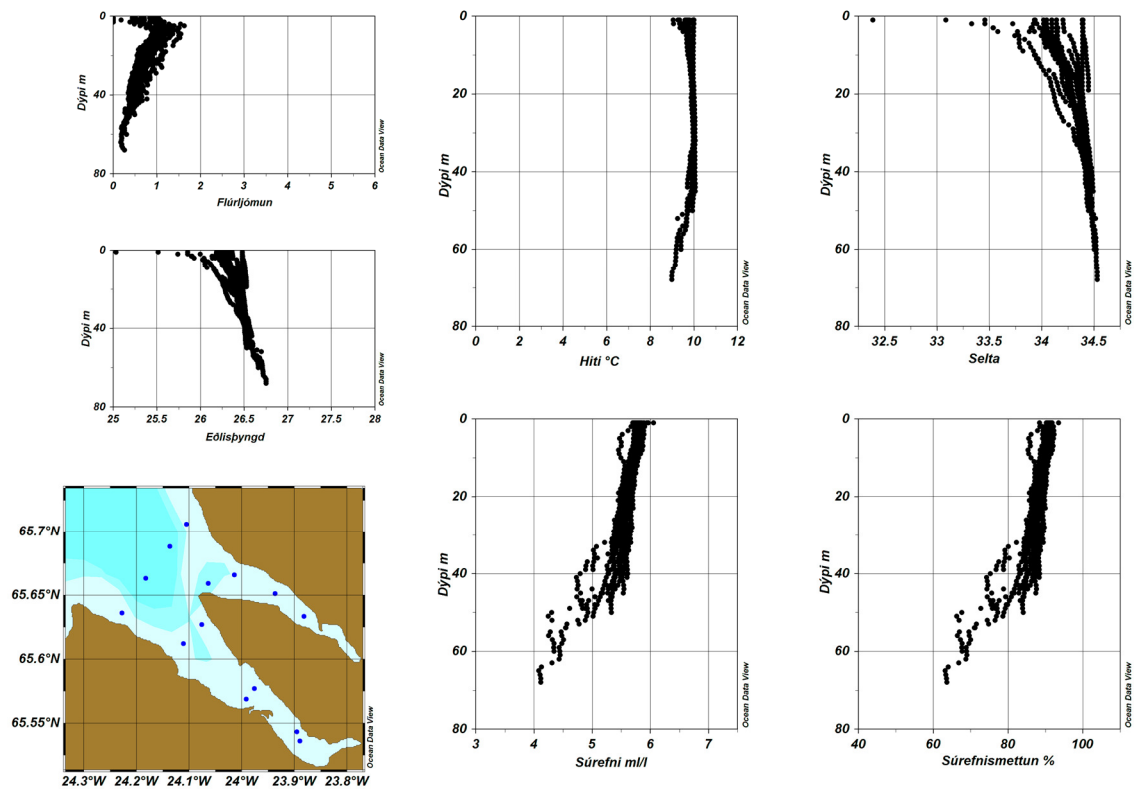 0
40
80
Dýpi m
0 1 2 3 4 5 6
Flúrljómun
Ocean Data View
0
20
40
60
80
Dýpi m
0 2 4 6 8 10 12
Hiti °C
Ocean Data View
0
20
40
60
80
Dýpi m
32.5 33 33.5 34 34.5
Selta
Ocean Data View
0
40
80
Dýpi m
25 25.5 26 26.5 27 27.5 28
Eðlisþyngd
Ocean Data View
65.7°N
65.65°N
65.6°N
65.55°N
24.3°W 24.2°W 24.1°W 24°W 23.9°W 23.8°W
Ocean Data View
0
20
40
60
80
Dýpi m
3 4 5 6 7
Súrefni ml/l
Ocean Data View
0
20
40
60
80
Dýpi m
40 60 80 100
Súrefnismettun %
Ocean Data View